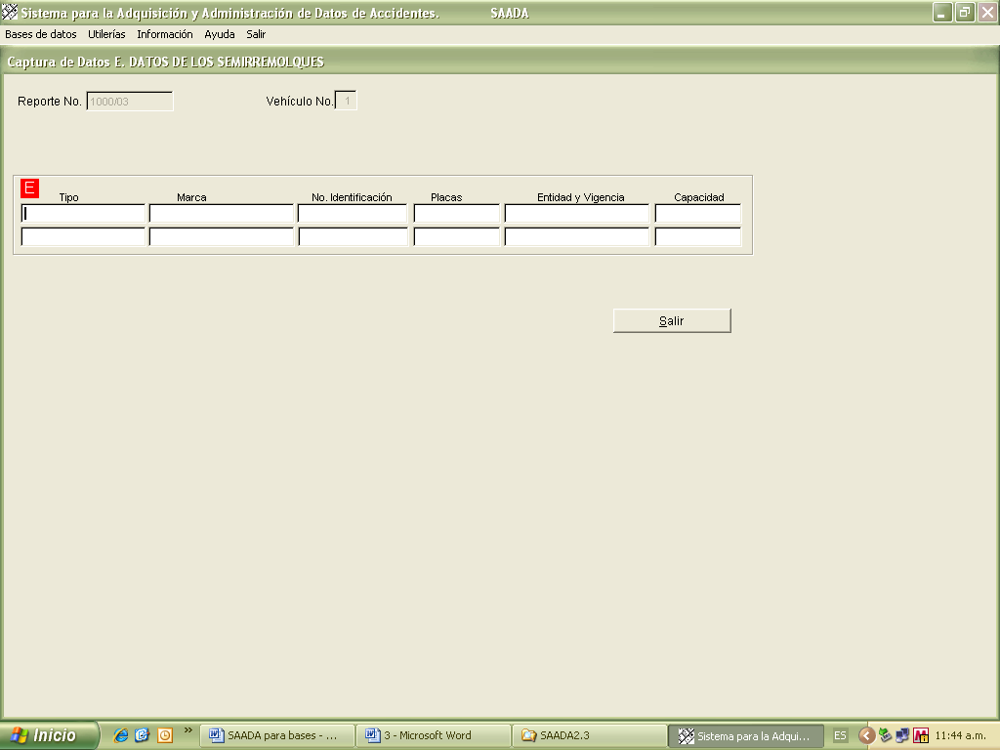 Sistema para la Adquisición y Administración de Datos de Accidentes. SAADA
Bases de datos Utilerías Información Ayuda Salir
Captura de Datos E. DATOS DE LOS SEMIRREMOLQUES
Reporte No. 1000/03 Vehículo No. 1
E
Tipo Marca No. Identificación Placas Entidad y Vigencia Capacidad
Salir
Inicio » SAADA para bases - ... 3 - Microsoft Word SAADA2.3 Sistema para la Adqui... ES 11:44 a.m.